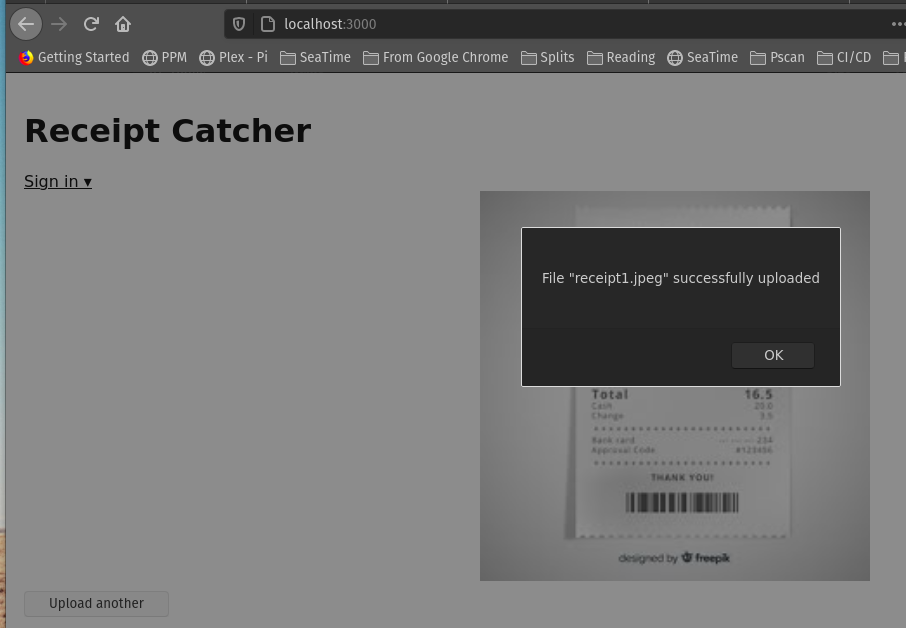 localhost:3000
Getting Started PPM Plex - Pi SeaTime From Google Chrome Splits Reading SeaTime Pscan CI/CD
Receipt Catcher
Sign in ▾
File "receipt1.jpeg" successfully uploaded
OK
Total 16.5
Cash 20.0
Change 3.5
Bank card 234
Approval Code #123456
THANK YOU!
designed by freepik
Upload another